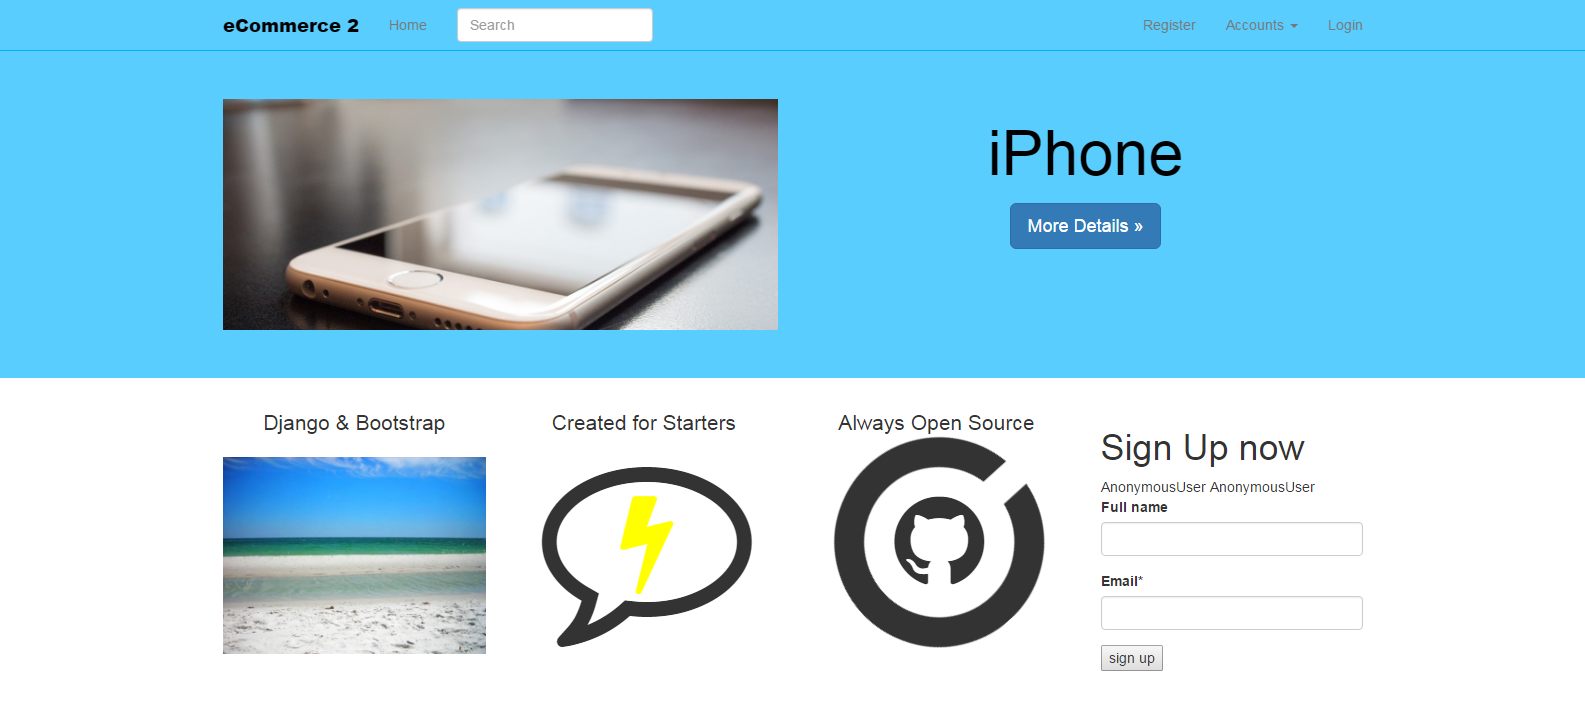 eCommerce 2 Home Search Register Accounts Login
iPhone
More Details »
Django & Bootstrap
Created for Starters
Always Open Source
Sign Up now
AnonymousUser AnonymousUser
Full name
Email*
sign up